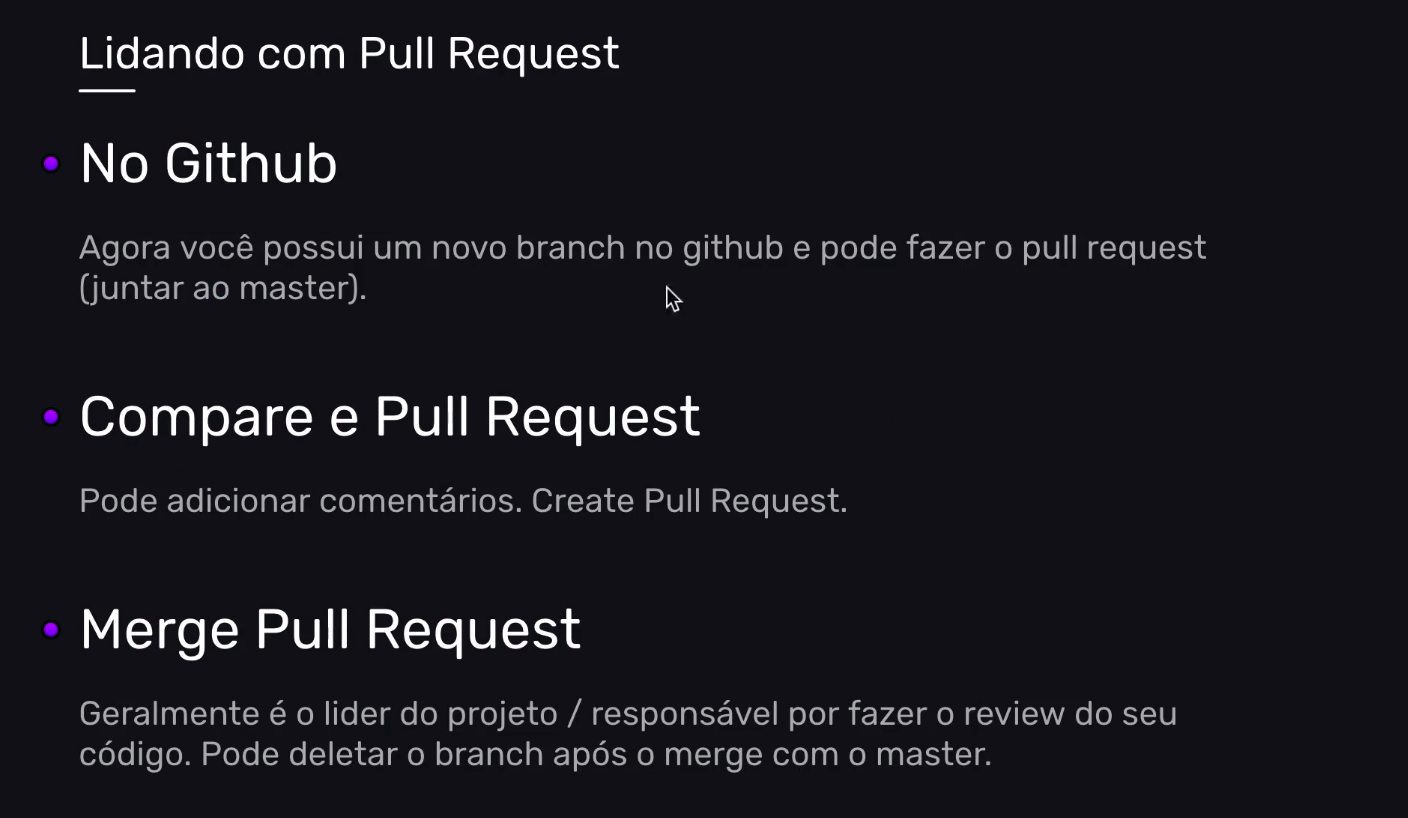 Lidando com Pull Request
No Github
Agora você possui um novo branch no github e pode fazer o pull request
(juntar ao master).
Compare e Pull Request
Pode adicionar comentários. Create Pull Request.
Merge Pull Request
Geralmente é o lider do projeto / responsável por fazer o review do seu
código. Pode deletar o branch após o merge com o master.